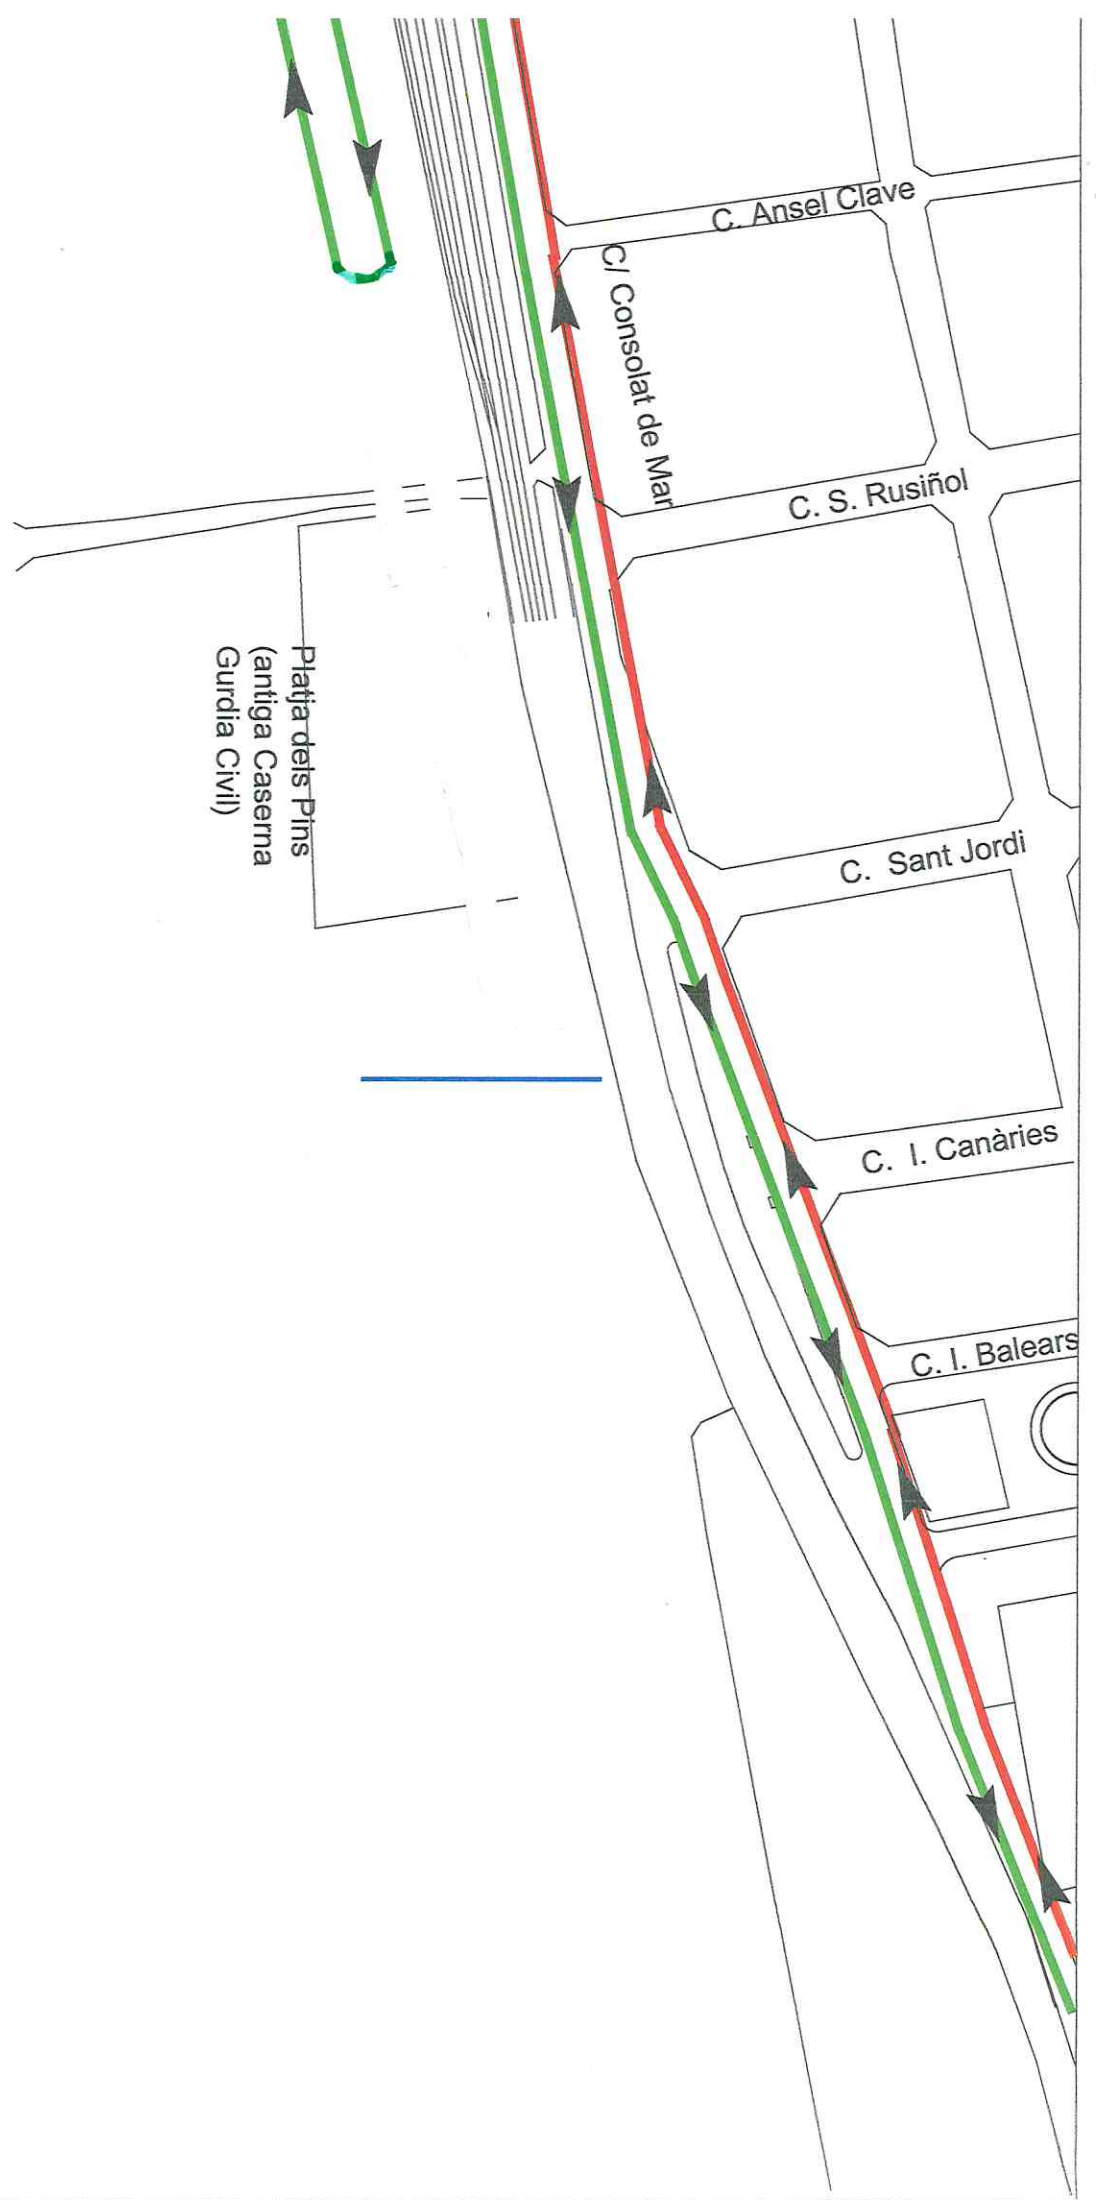 C. Ansel Clave
C/ Consolat de Mar
C. S. Rusiñol
Platja dels Pins
(antiga Caserna
Gurdia Civil)
C. Sant Jordi
C. I. Canàries
C. I. Balears